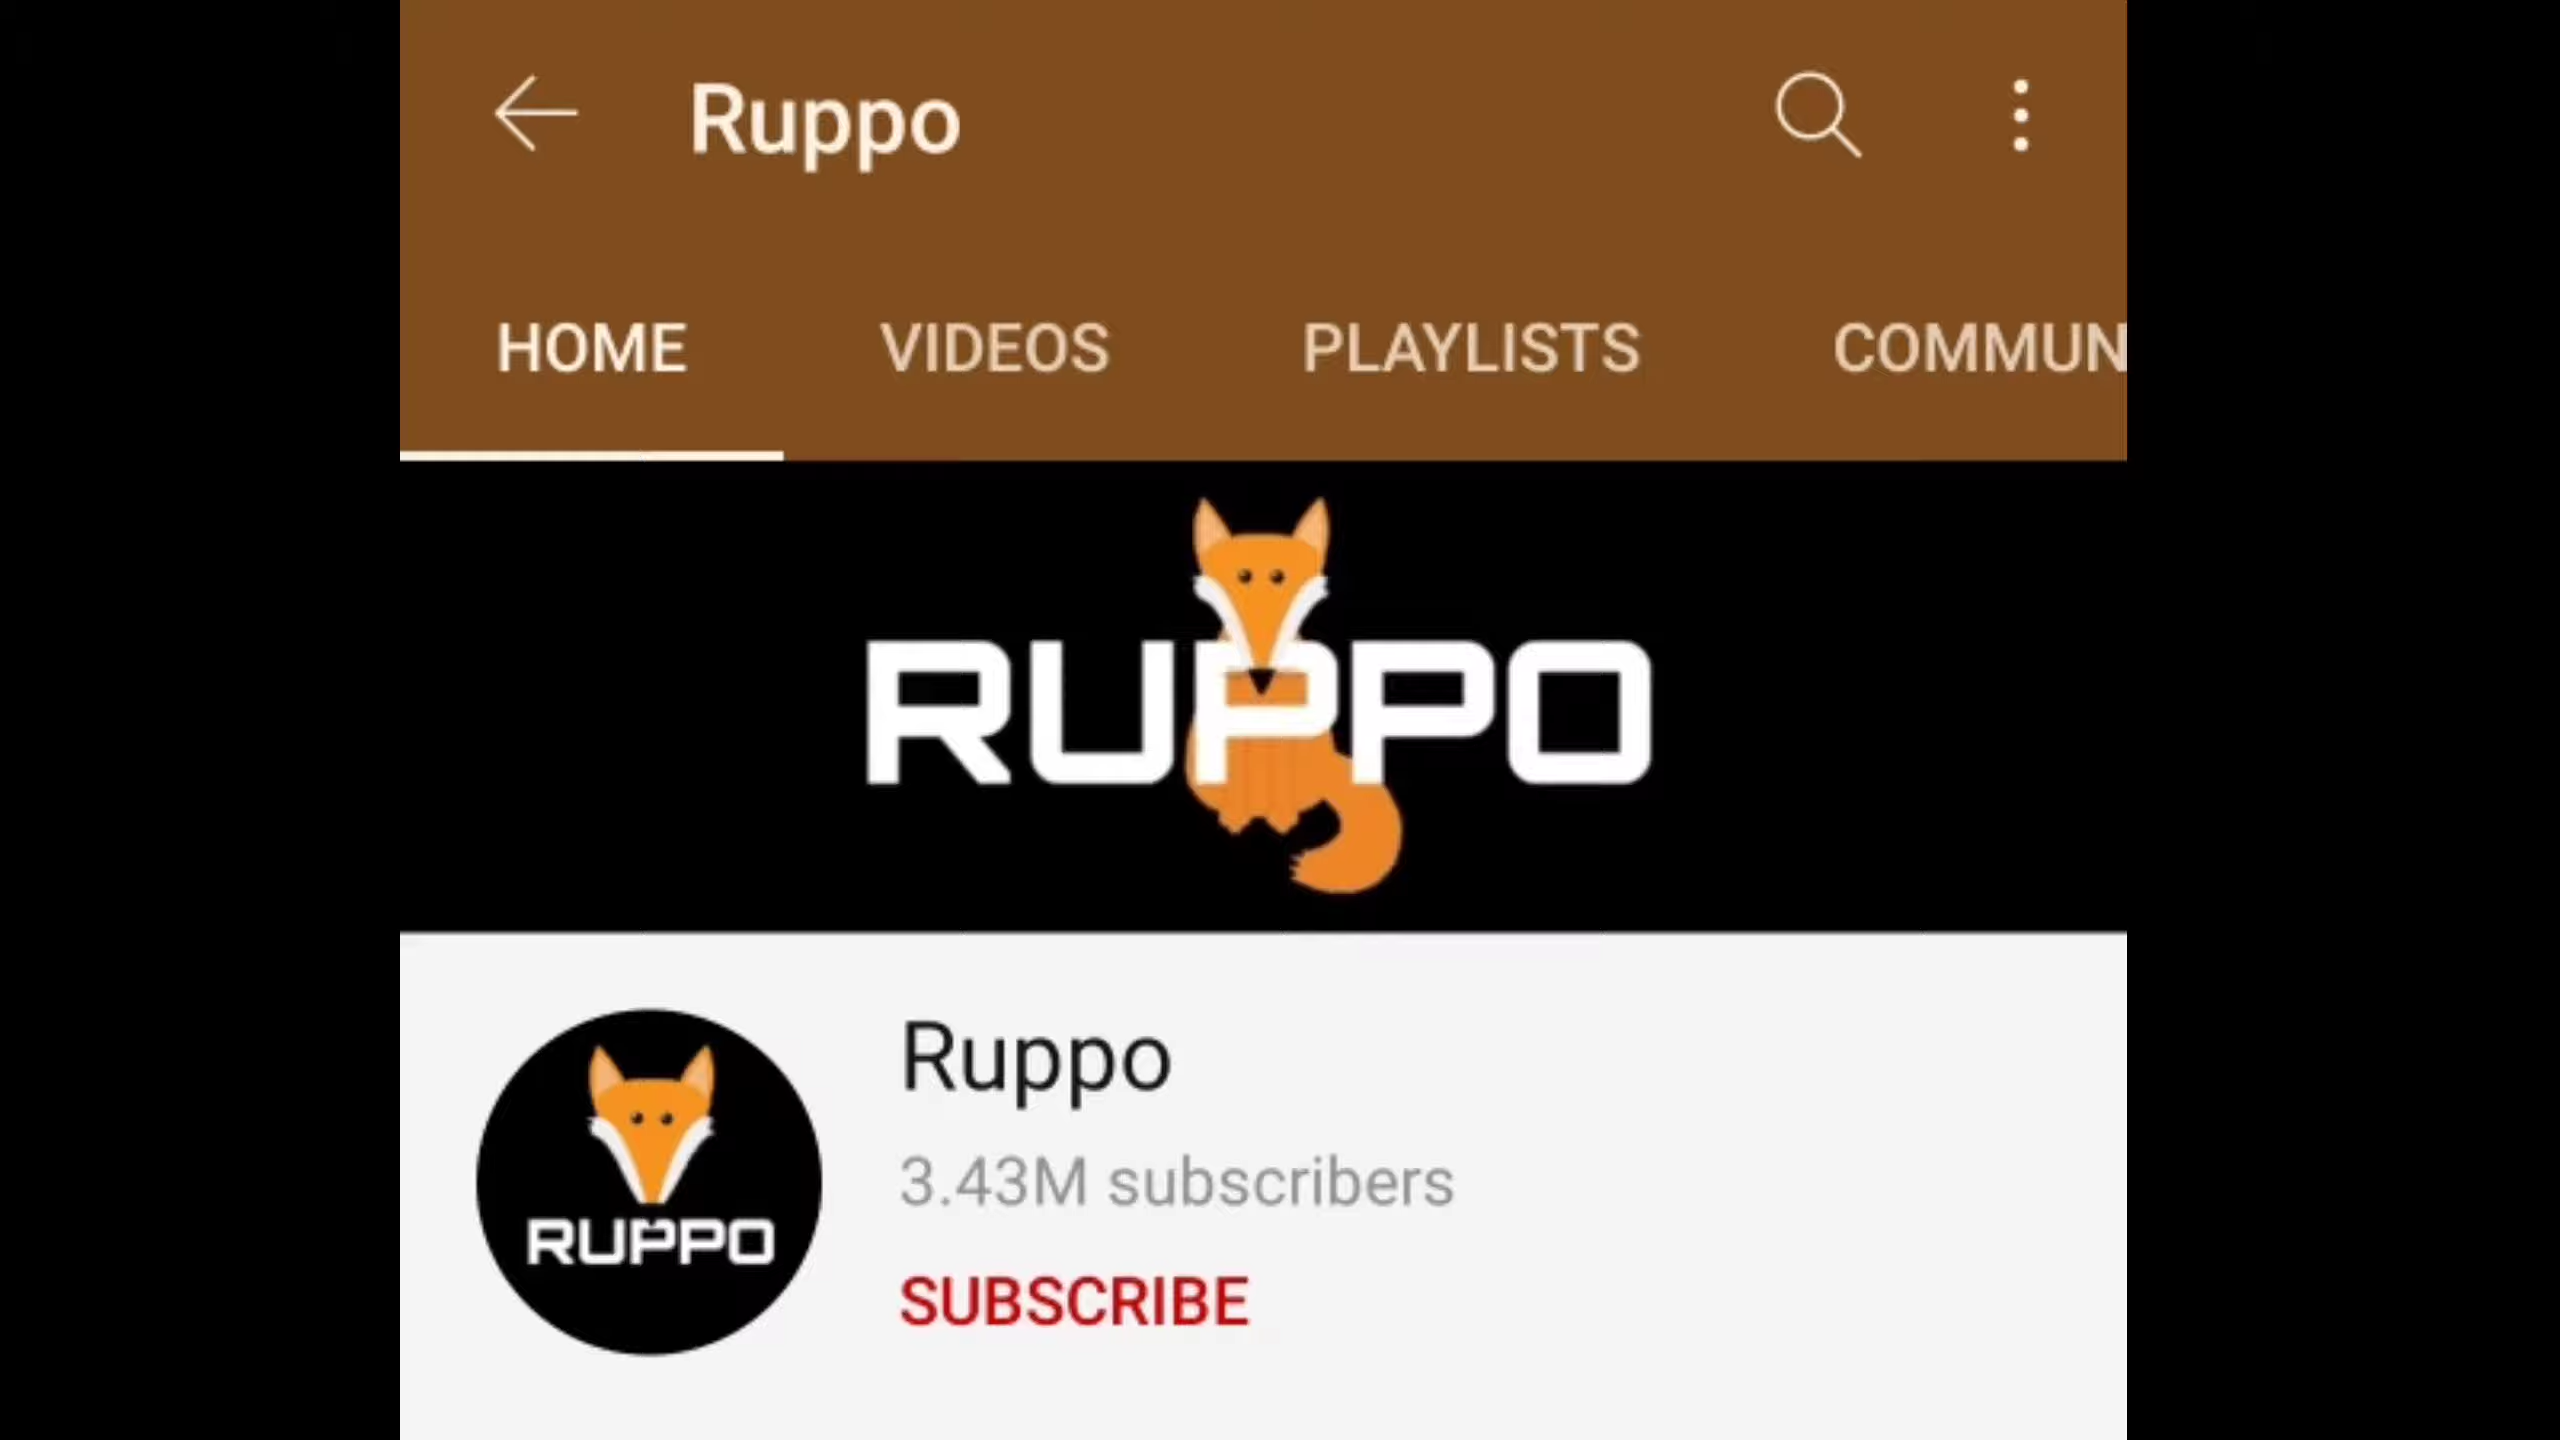 Ruppo
HOME VIDEOS PLAYLISTS COMMUN
RUPPO
Ruppo
3.43M subscribers
RUPPO
SUBSCRIBE